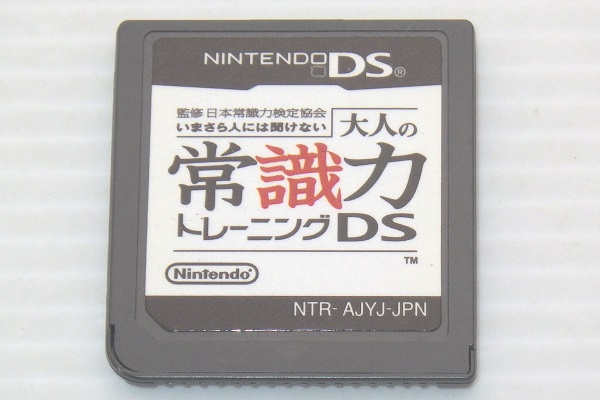 NINTENDO DS®
監修 日本常識力検定協会
いまさら人には聞けない
大人の
常識力
トレーニングDS
™
Nintendo®
NTR- AJYJ-JPN